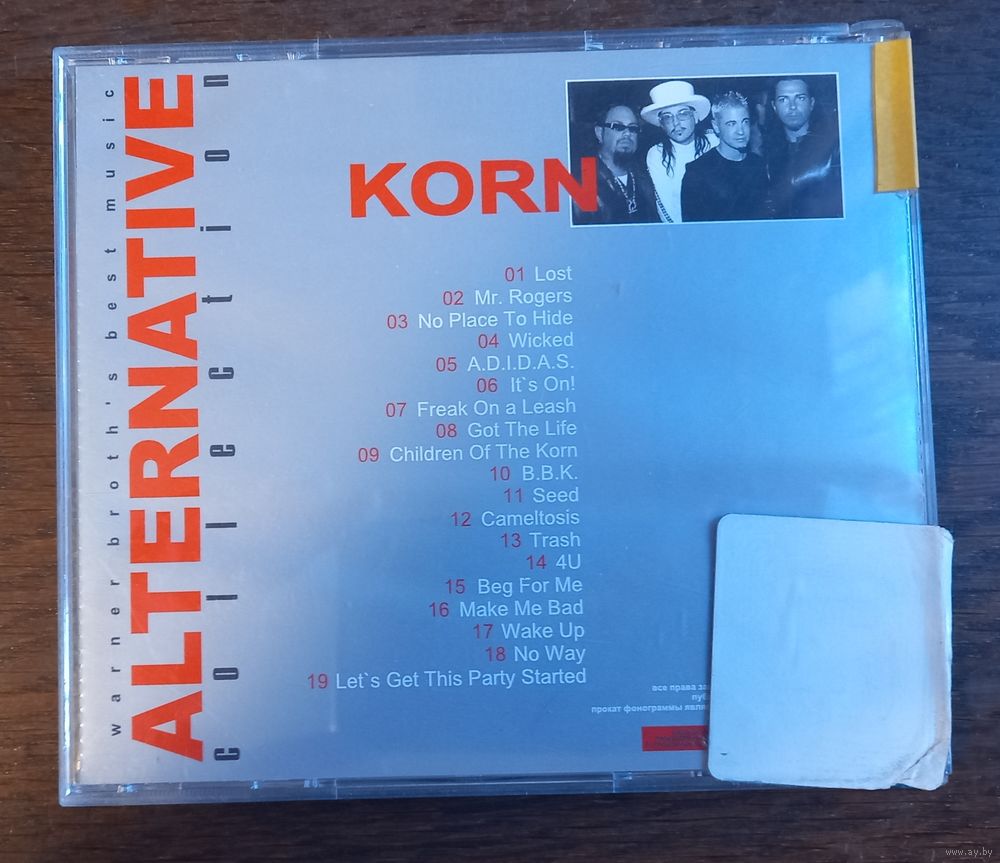 warner broth's best music
ALTERNATIVE
collection
KORN
01 Lost
02 Mr. Rogers
03 No Place To Hide
04 Wicked
05 A.D.I.D.A.S.
06 It`s On!
07 Freak On a Leash
08 Got The Life
09 Children Of The Korn
10 B.B.K.
11 Seed
12 Cameltosis
13 Trash
14 4U
15 Beg For Me
16 Make Me Bad
17 Wake Up
18 No Way
19 Let`s Get This Party Started
все права
прокат фонограммы
www.ay.by